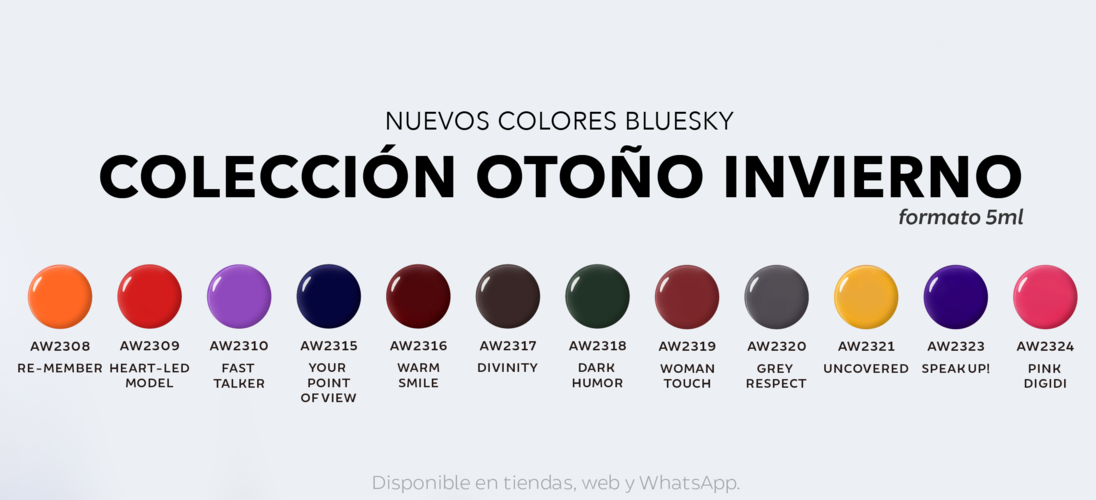 NUEVOS COLORES BLUESKY
COLECCIÓN OTOÑO INVIERNO
formato 5ml
AW2308
RE-MEMBER
AW2309
HEART-LED
MODEL
AW2310
FAST
TALKER
AW2315
YOUR
POINT
OF VIEW
AW2316
WARM
SMILE
AW2317
DIVINITY
AW2318
DARK
HUMOR
AW2319
WOMAN
TOUCH
AW2320
GREY
RESPECT
AW2321
UNCOVERED
AW2323
SPEAK UP!
AW2324
PINK
DIGIDI
Disponible en tiendas, web y WhatsApp.